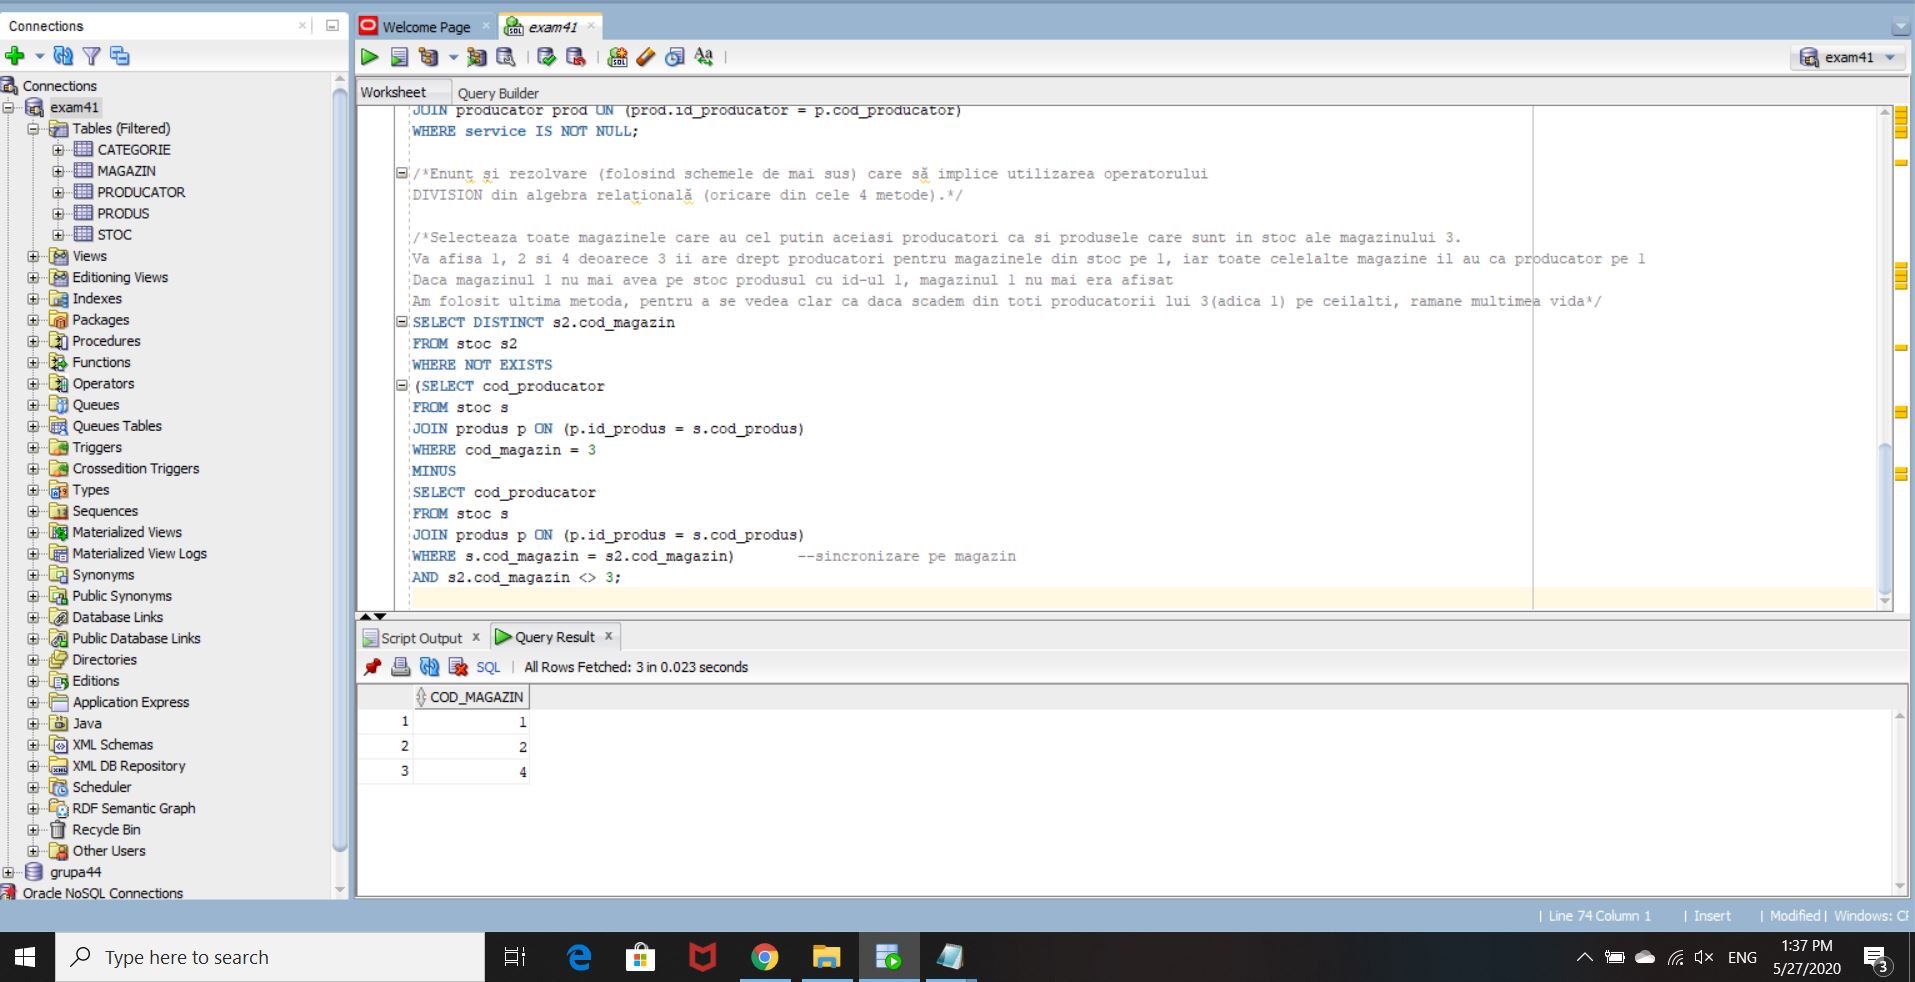 Connections
Welcome Page
exam41
exam41
Connections
exam41
Tables (Filtered)
CATEGORIE
MAGAZIN
PRODUCATOR
PRODUS
STOC
Views
Editioning Views
Indexes
Packages
Procedures
Functions
Operators
Queues
Queues Tables
Triggers
Crossedition Triggers
Types
Sequences
Materialized Views
Materialized View Logs
Synonyms
Public Synonyms
Database Links
Public Database Links
Directories
Editions
Application Express
Java
XML Schemas
XML DB Repository
Scheduler
RDF Semantic Graph
Recycle Bin
Other Users
grupa44
Oracle NoSQL Connections
Worksheet
Query Builder
JOIN producator prod ON (prod.id_producator = p.cod_producator)
WHERE service IS NOT NULL;
/*Enunț și rezolvare (folosind schemele de mai sus) care să implice utilizarea operatorului
DIVISION din algebra relațională (oricare din cele 4 metode).*/
/*Selecteaza toate magazinele care au cel putin aceiasi producatori ca si produsele care sunt in stoc ale magazinului 3.
Va afisa 1, 2 si 4 deoarece 3 ii are drept producatori pentru magazinele din stoc pe 1, iar toate celelalte magazine il au ca producator pe 1
Daca magazinul 1 nu mai avea pe stoc produsul cu id-ul 1, magazinul 1 nu mai era afisat
Am folosit ultima metoda, pentru a se vedea clar ca daca scadem din toti producatorii lui 3(adica 1) pe ceilalti, ramane multimea vida*/
SELECT DISTINCT s2.cod_magazin
FROM stoc s2
WHERE NOT EXISTS
(SELECT cod_producator
FROM stoc s
JOIN produs p ON (p.id_produs = s.cod_produs)
WHERE cod_magazin = 3
MINUS
SELECT cod_producator
FROM stoc s
JOIN produs p ON (p.id_produs = s.cod_produs)
WHERE s.cod_magazin = s2.cod_magazin) --sincronizare pe magazin
AND s2.cod_magazin <> 3;
Script Output x
Query Result x
SQL | All Rows Fetched: 3 in 0.023 seconds
COD_MAGAZIN
1 1
2 2
3 4
| Line 74 Column 1 | Insert | Modified | Windows: C
Type here to search
ENG
1:37 PM
5/27/2020
3